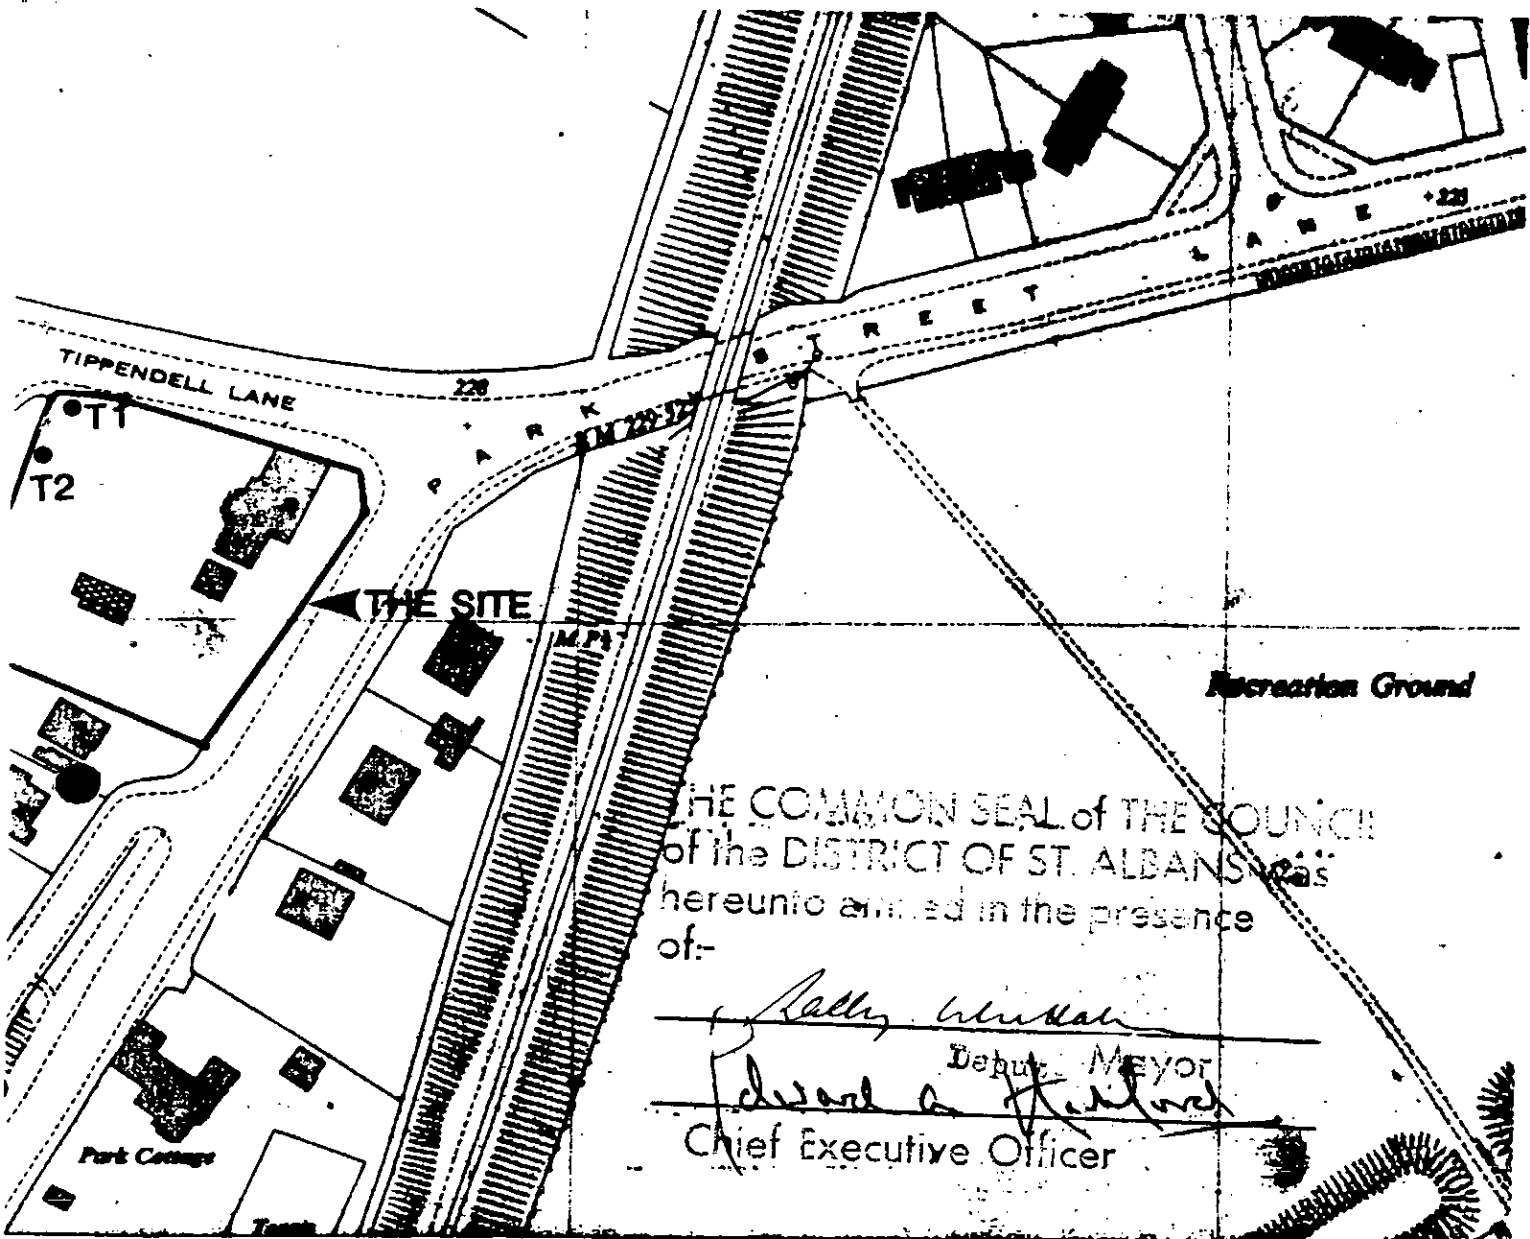 +221
PARK STREET LANE
TIPPENDELL LANE
228
T1
T2
THE SITE
M.P.
Recreation Ground
THE COMMON SEAL of THE COUNCIL
of the DISTRICT OF ST. ALBANS was
hereunto affixed in the presence
of:-
Deputy Mayor
Chief Executive Officer
Park Cottage
Tennis